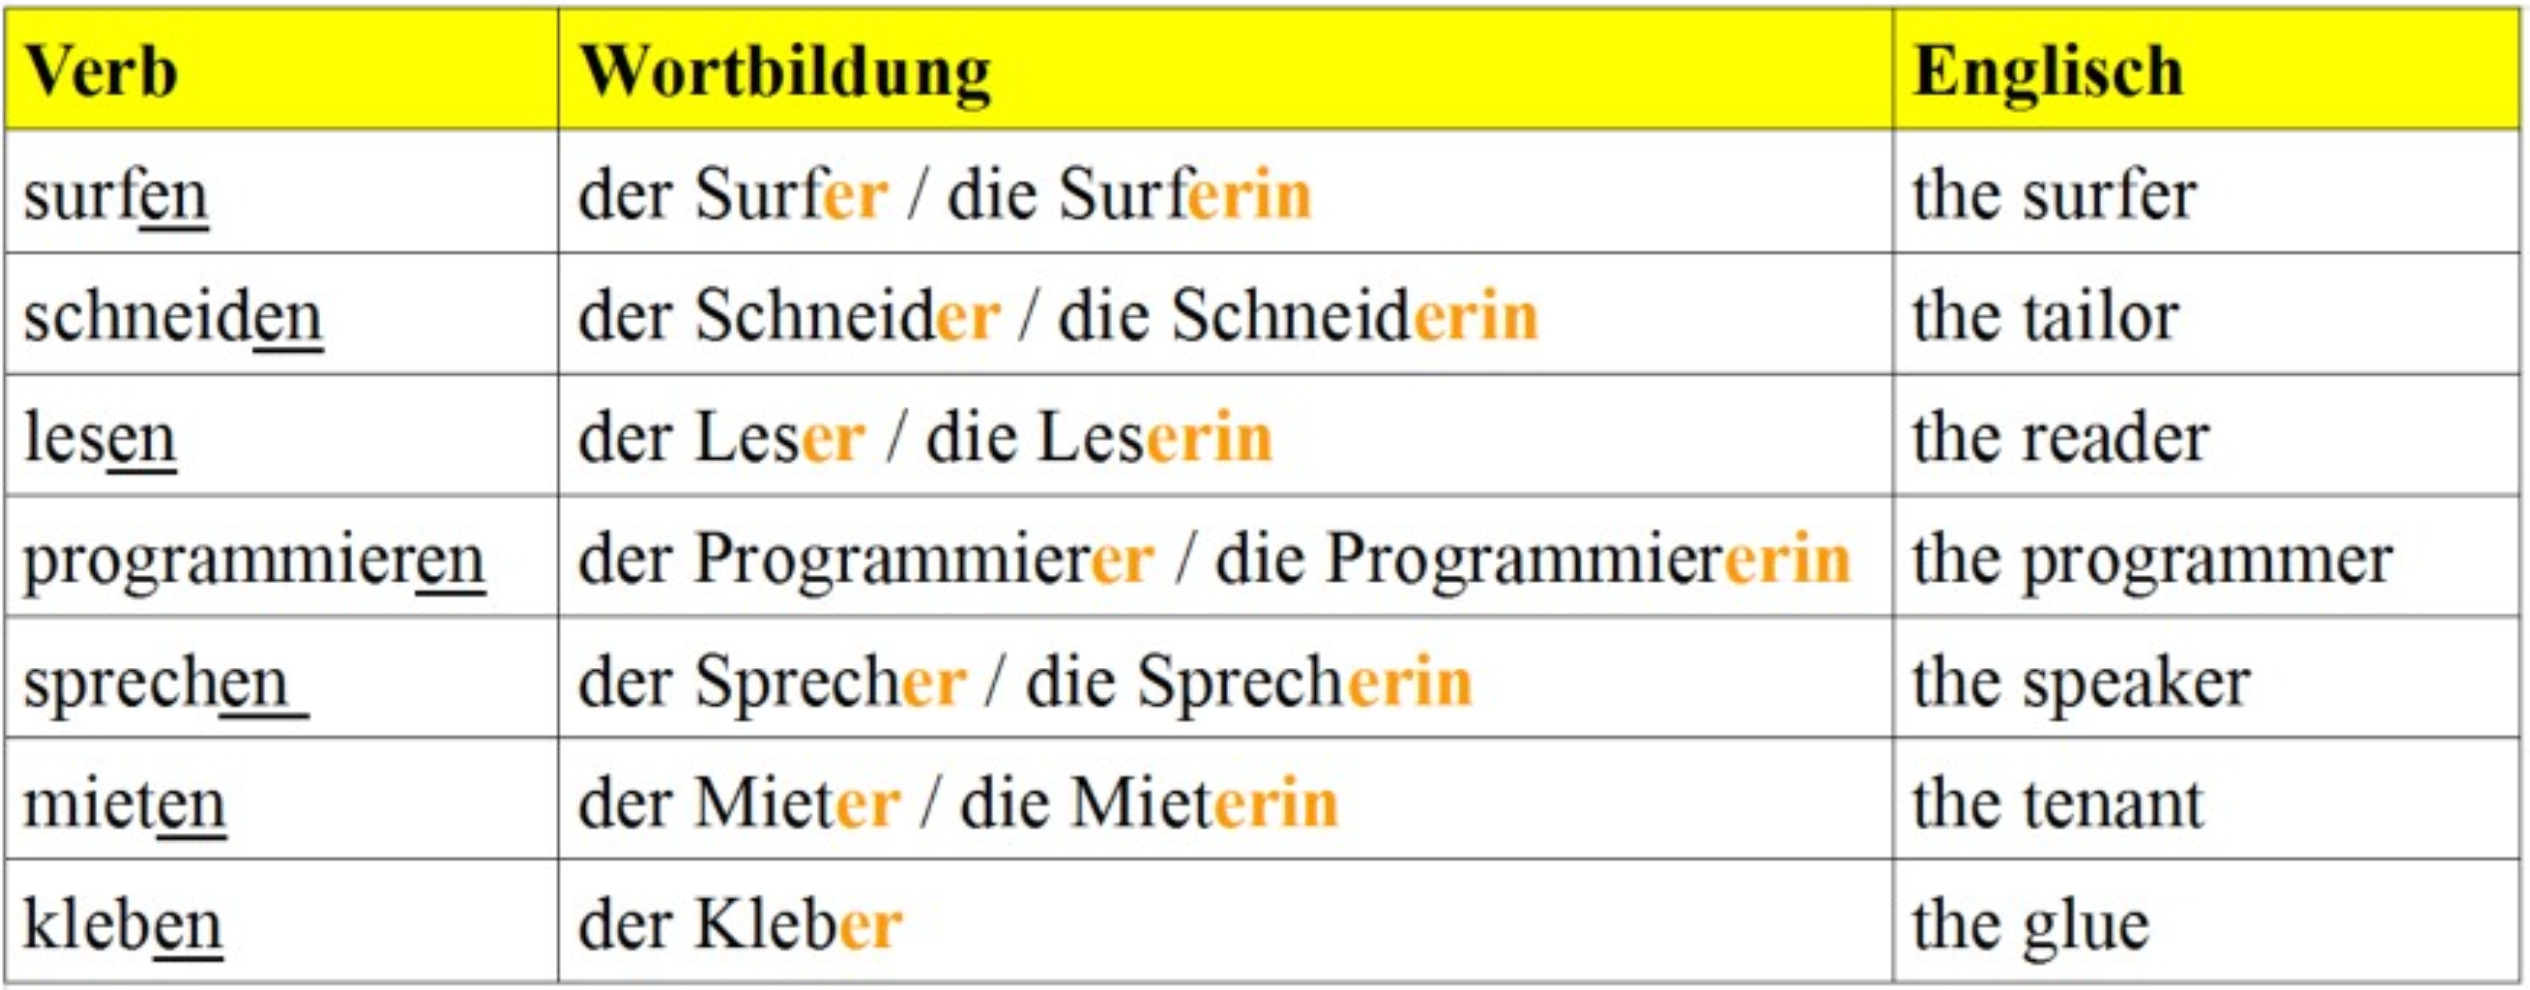 Verb Wortbildung Englisch
surfen der Surfer / die Surferin the surfer
schneiden der Schneider / die Schneiderin the tailor
lesen der Leser / die Leserin the reader
programmieren der Programmierer / die Programmiererin the programmer
sprechen der Sprecher / die Sprecherin the speaker
mieten der Mieter / die Mieterin the tenant
kleben der Kleber the glue